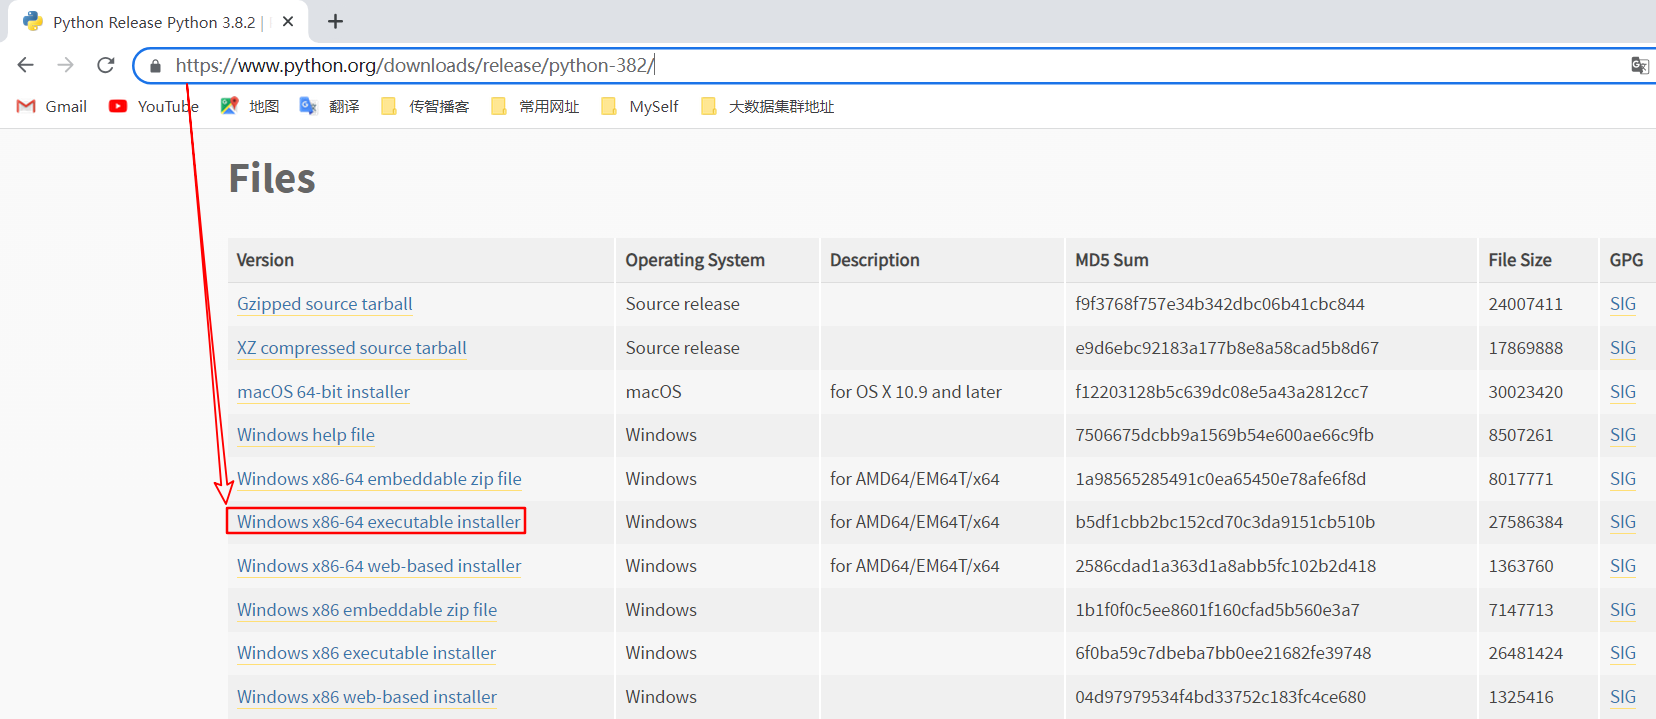 Python Release Python 3.8.2 |
https://www.python.org/downloads/release/python-382/
Gmail YouTube 地图 翻译 传智播客 常用网址 MySelf 大数据集群地址
Files
Version Operating System Description MD5 Sum File Size GPG
Gzipped source tarball Source release f9f3768f757e34b342dbc06b41cbc844 24007411 SIG
XZ compressed source tarball Source release e9d6ebc92183a177b8e8a58cad5b8d67 17869888 SIG
macOS 64-bit installer macOS for OS X 10.9 and later f12203128b5c639dc08e5a43a2812cc7 30023420 SIG
Windows help file Windows 7506675dcbb9a1569b54e600ae66c9fb 8507261 SIG
Windows x86-64 embeddable zip file Windows for AMD64/EM64T/x64 1a98565285491c0ea65450e78afe6f8d 8017771 SIG
Windows x86-64 executable installer Windows for AMD64/EM64T/x64 b5df1cbb2bc152cd70c3da9151cb510b 27586384 SIG
Windows x86-64 web-based installer Windows for AMD64/EM64T/x64 2586cdad1a363d1a8abb5fc102b2d418 1363760 SIG
Windows x86 embeddable zip file Windows 1b1f0f0c5ee8601f160cfad5b560e3a7 7147713 SIG
Windows x86 executable installer Windows 6f0ba59c7dbeba7bb0ee21682fe39748 26481424 SIG
Windows x86 web-based installer Windows 04d97979534f4bd33752c183fc4ce680 1325416 SIG